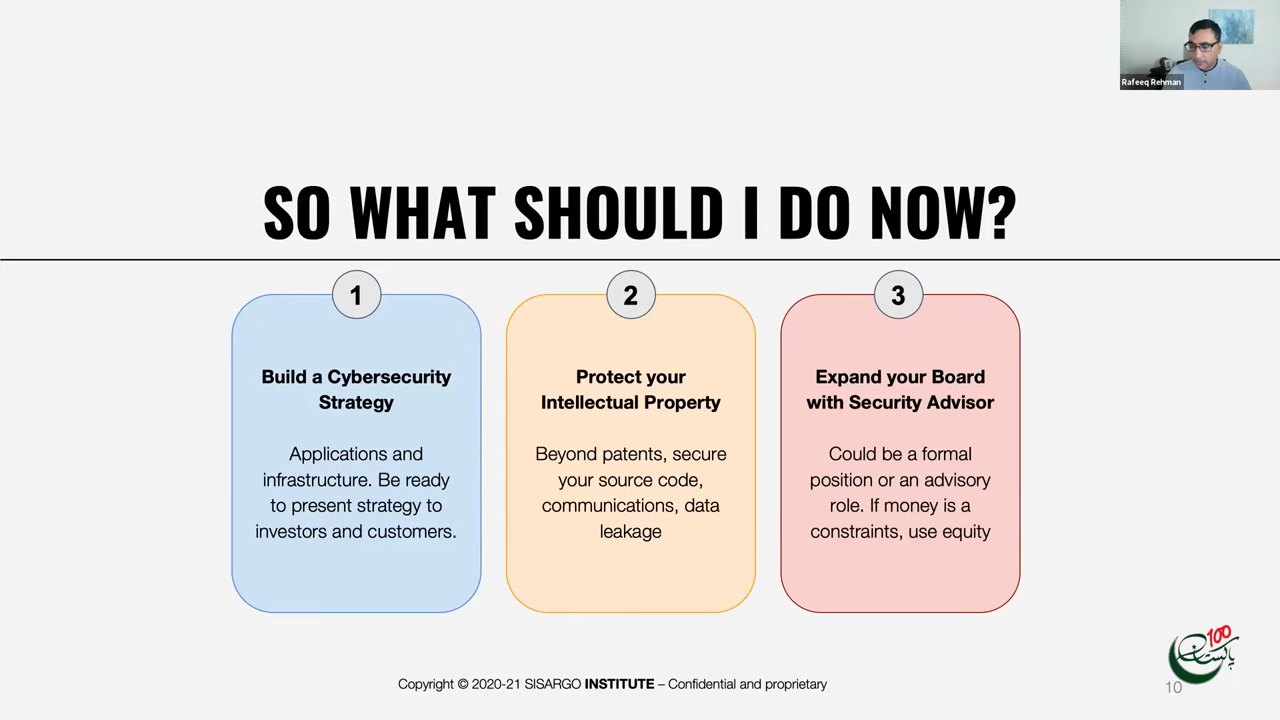 Rafeeq Rehman
SO WHAT SHOULD I DO NOW?
1
Build a Cybersecurity
Strategy
Applications and
infrastructure. Be ready
to present strategy to
investors and customers.
2
Protect your
Intellectual Property
Beyond patents, secure
your source code,
communications, data
leakage
3
Expand your Board
with Security Advisor
Could be a formal
position or an advisory
role. If money is a
constraints, use equity
100
پاکستان
Copyright © 2020-21 SISARGO INSTITUTE – Confidential and proprietary
10